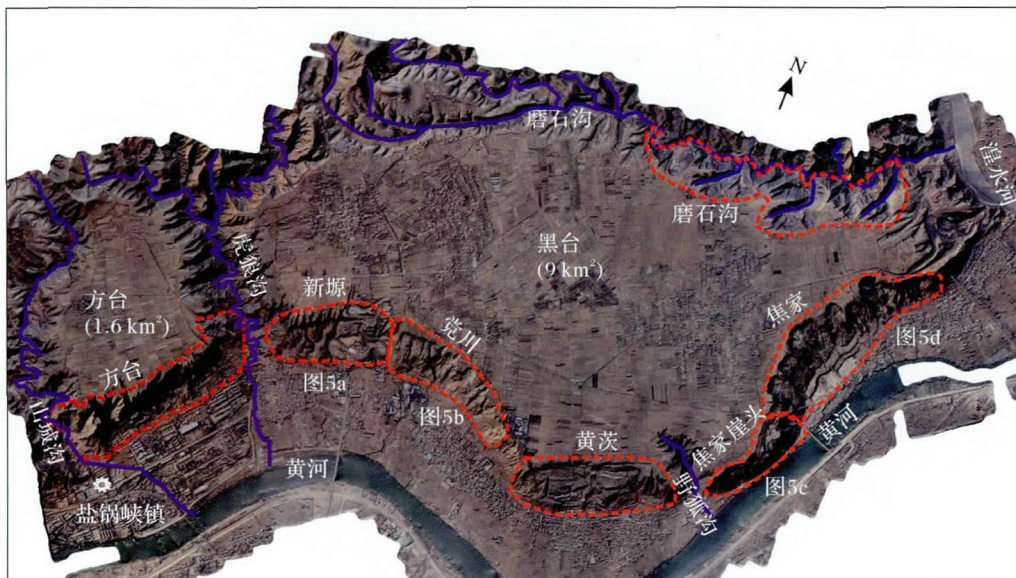 N
磨石沟
湟水河
磨石沟
虎狼沟
黑台
(9 km²)
方台
(1.6 km²)
新塬
党川
焦家
方台
图5a
图5b
图5d
黄茨
焦家崖头
黄河
黄河
野狐沟
图5c
盐锅峡镇